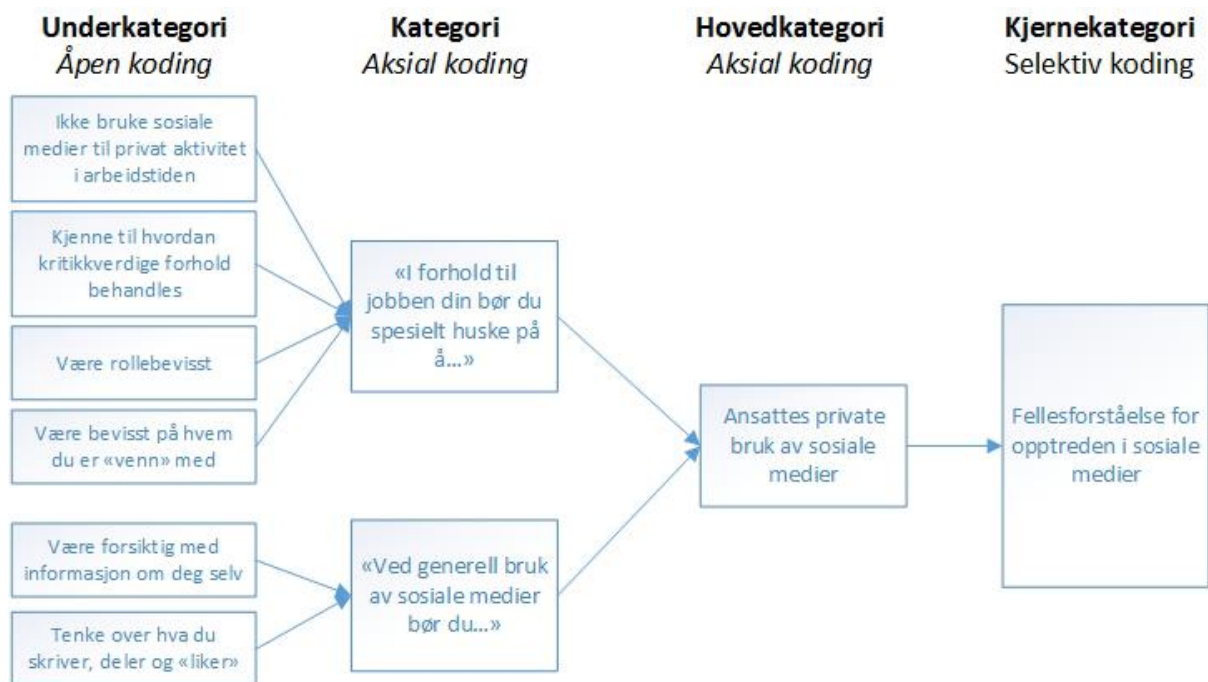 Underkategori
Åpen koding
Kategori
Aksial koding
Hovedkategori
Aksial koding
Kjernekategori
Selektiv koding
Ikke bruke sosiale
medier til privat aktivitet
i arbeidstiden
Kjenne til hvordan
kritikkverdige forhold
behandles
Være rollebevisst
Være bevisst på hvem
du er «venn» med
Være forsiktig med
informasjon om deg selv
Tenke over hva du
skriver, deler og «liker»
«I forhold til
jobben din bør du
spesielt huske på
å...»
«Ved generell bruk
av sosiale medier
bør du...»
Ansattes private
bruk av sosiale
medier
Fellesforståelse for
opptreden i sosiale
medier